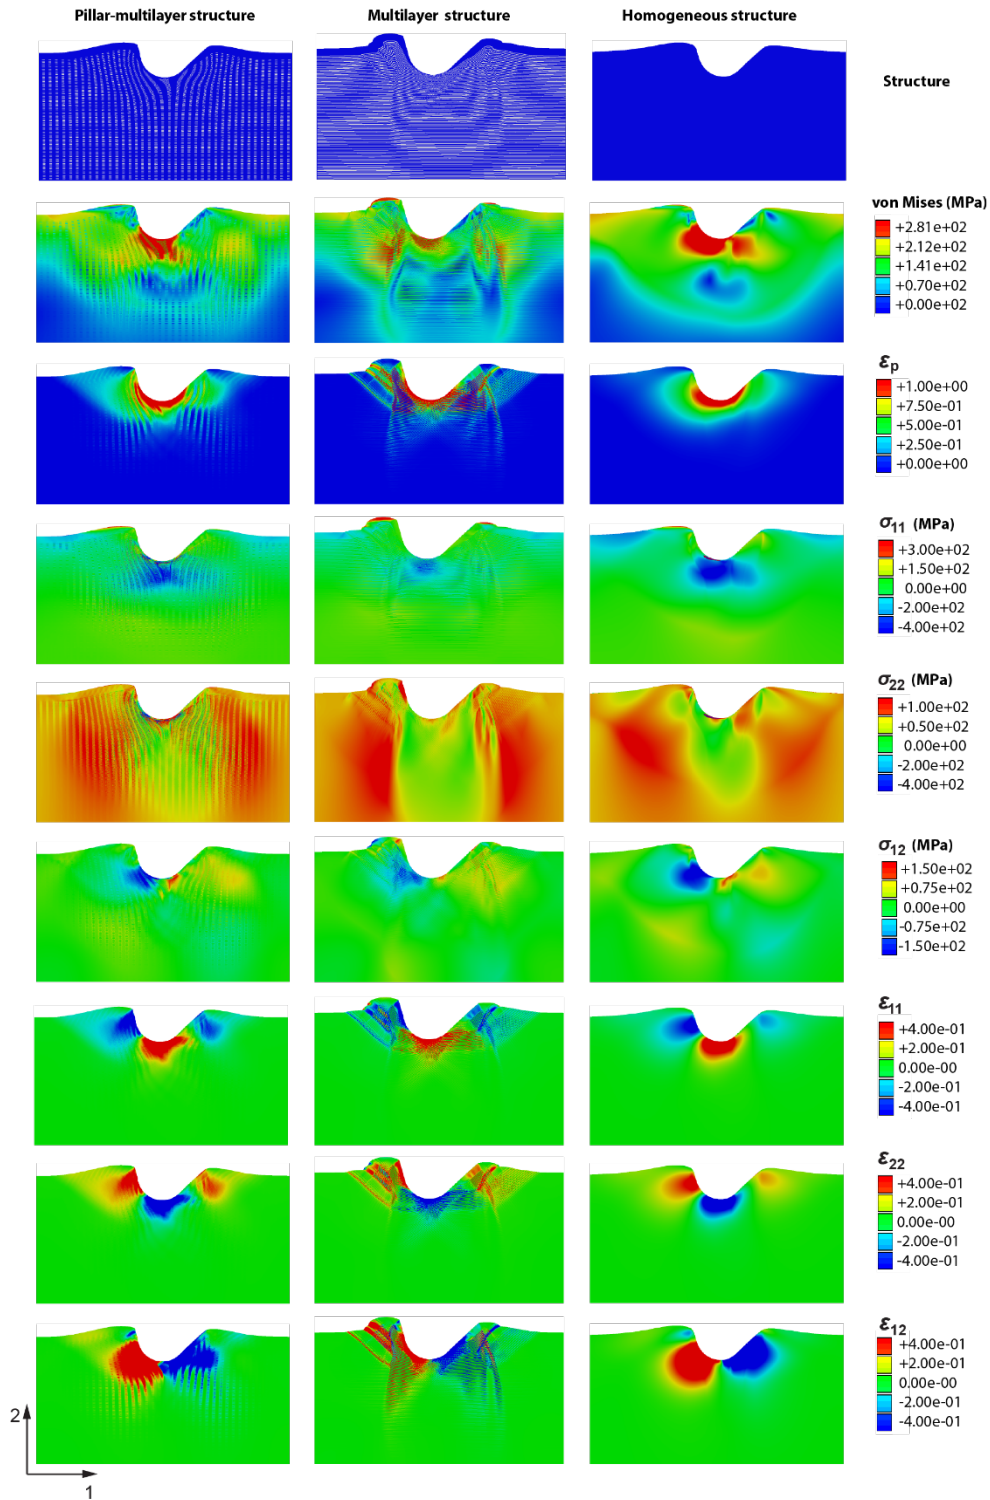 Pillar-multilayer structure
Multilayer structure
Homogeneous structure
Structure
von Mises (MPa)
+2.81e+02
+2.12e+02
+1.41e+02
+0.70e+02
+0.00e+02
εp
+1.00e+00
+7.50e-01
+5.00e-01
+2.50e-01
+0.00e+00
σ11 (MPa)
+3.00e+02
+1.50e+02
0.00e+00
-2.00e+02
-4.00e+02
σ22 (MPa)
+1.00e+02
+0.50e+02
0.00e+00
-2.00e+02
-4.00e+02
σ12 (MPa)
+1.50e+02
+0.75e+02
0.00e+00
-0.75e+02
-1.50e+02
ε11
+4.00e-01
+2.00e-01
0.00e-00
-2.00e-01
-4.00e-01
ε22
+4.00e-01
+2.00e-01
0.00e-00
-2.00e-01
-4.00e-01
ε12
+4.00e-01
+2.00e-01
0.00e-00
-2.00e-01
-4.00e-01
2
1